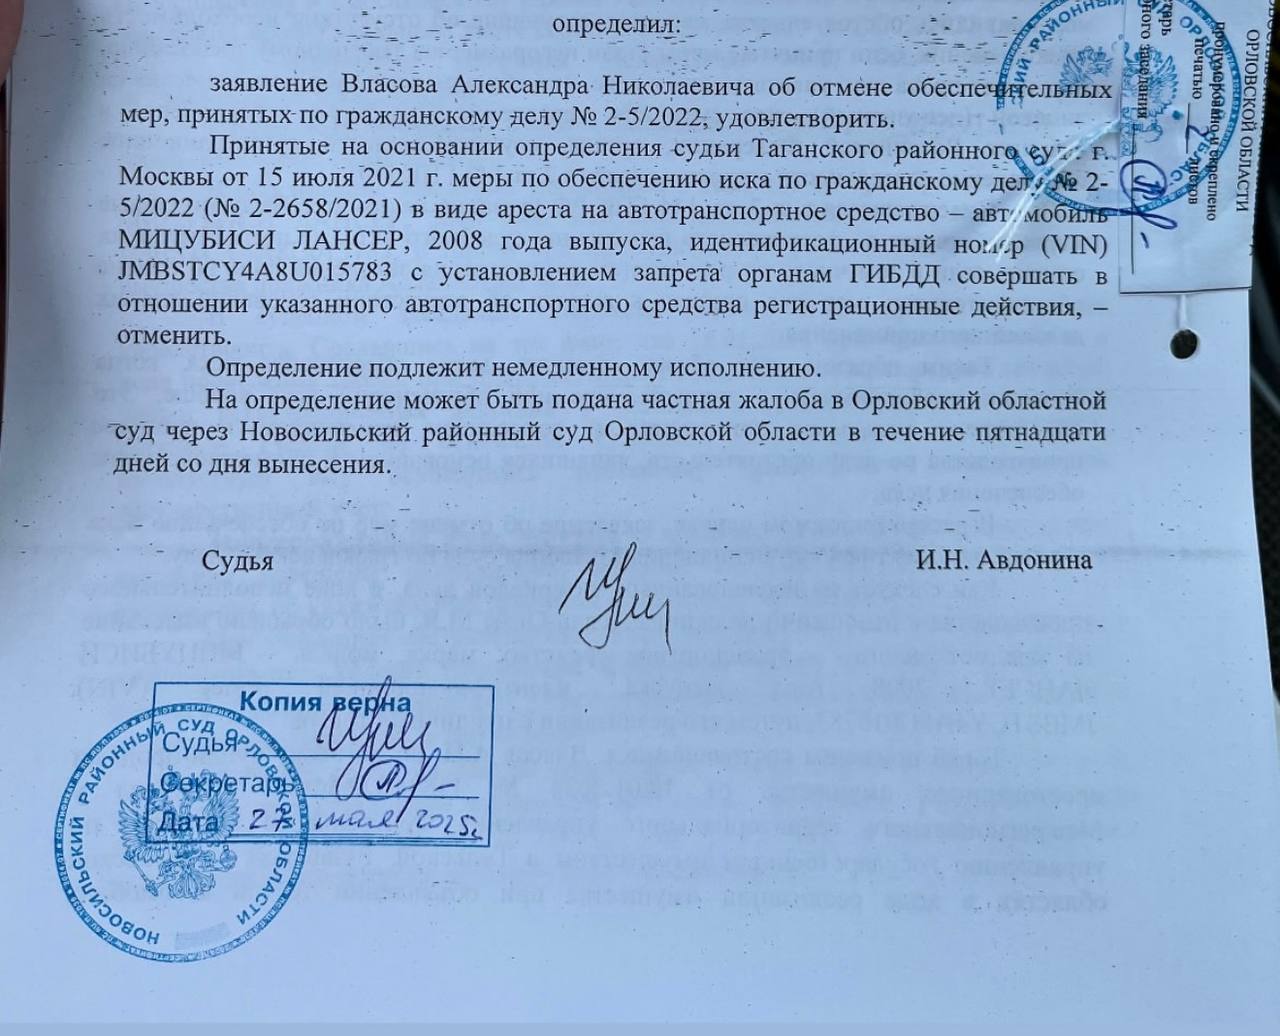 определил:
заявление Власова Александра Николаевича об отмене обеспечительных
мер, принятых по гражданскому делу № 2-5/2022, удовлетворить.
Принятые на основании определения судьи Таганского районного суда г.
Москвы от 15 июля 2021 г. меры по обеспечению иска по гражданскому делу № 2-
5/2022 (№ 2-2658/2021) в виде ареста на автотранспортное средство – автомобиль
МИЦУБИСИ ЛАНСЕР, 2008 года выпуска, идентификационный номер (VIN)
JMBSTCY4A8U015783 с установлением запрета органам ГИБДД совершать в
отношении указанного автотранспортного средства регистрационные действия, –
отменить.
Определение подлежит немедленному исполнению.
На определение может быть подана частная жалоба в Орловский областной
суд через Новосильский районный суд Орловской области в течение пятнадцати
дней со дня вынесения.
Судья И.Н. Авдонина
Копия верна
Судья
Секретарь
Дата 27 мая 2025г.
НОВОСИЛЬСКИЙ РАЙОННЫЙ СУД ОРЛОВСКОЙ ОБЛАСТИ
ОРЛОВСКОЙ ОБЛАСТИ
пронумеровано и скреплено
печатью 2 листов
заседания